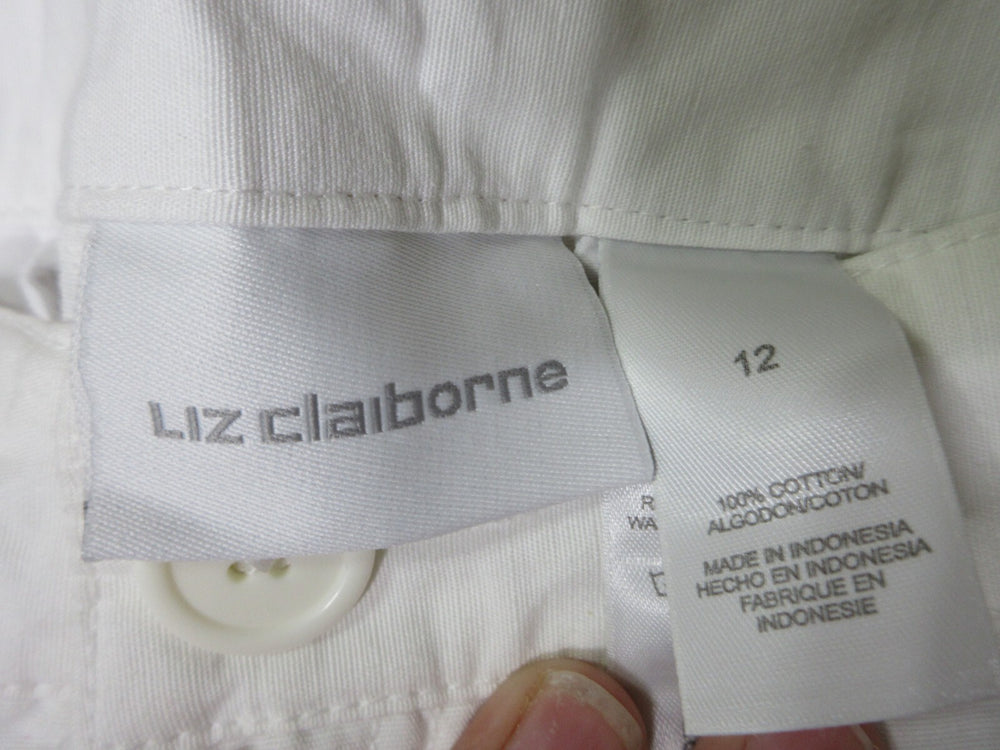 Liz claiborne
12
100% COTTON/
ALGODON/COTON
MADE IN INDONESIA
HECHO EN INDONESIA
FABRIQUE EN
INDONESIE